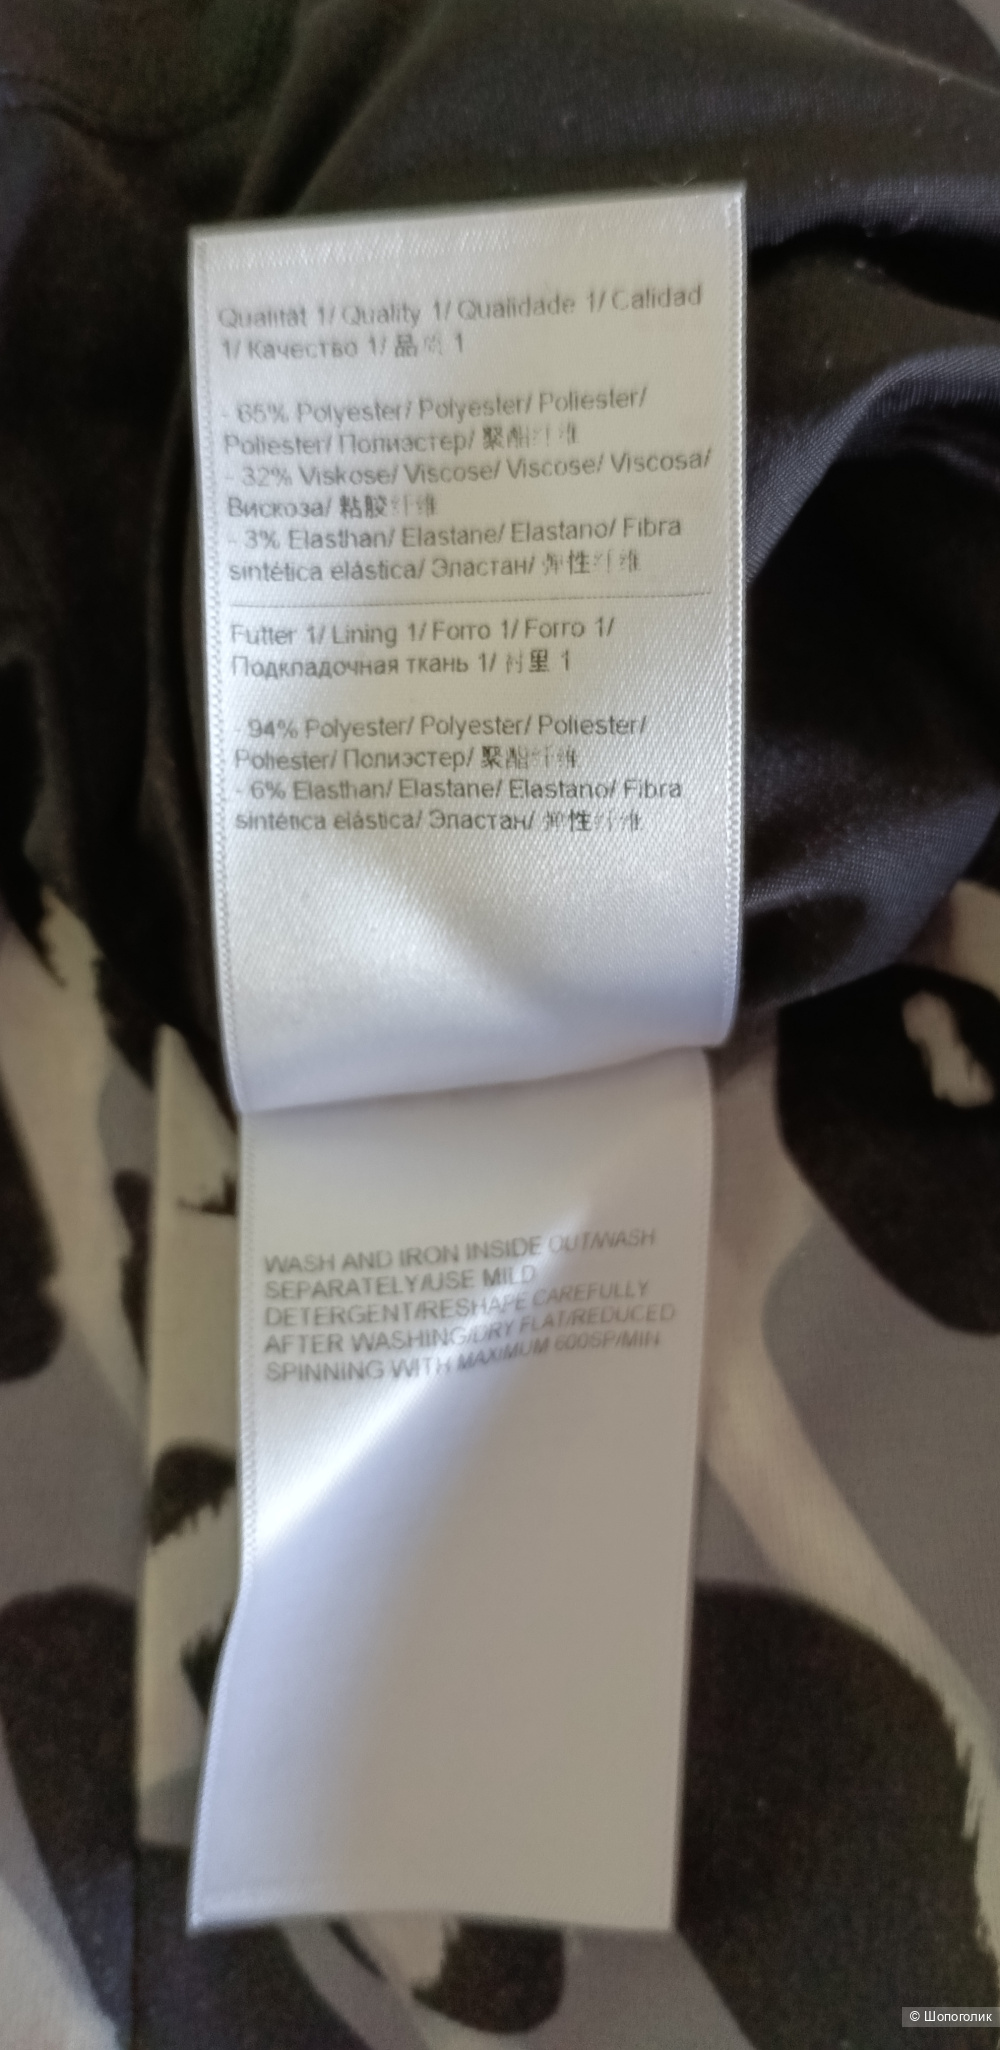 Qualität 1/ Quality 1/ Qualidade 1/ Calidad
1/ Качество 1/ 品质 1
- 65% Polyester/ Polyester/ Poliester/
Poliester/ Полиэстер/ 聚酯纤维
- 32% Viskose/ Viscose/ Viscose/ Viscosa/
Вискоза/ 粘胶纤维
- 3% Elasthan/ Elastane/ Elastano/ Fibra
sintética elástica/ Эластан/ 弹性纤维
Futter 1/ Lining 1/ Forro 1/ Forro 1/
Подкладочная ткань 1/ 衬里 1
- 94% Polyester/ Polyester/ Poliester/
Poliester/ Полиэстер/ 聚酯纤维
- 6% Elasthan/ Elastane/ Elastano/ Fibra
sintética elástica/ Эластан/ 弹性纤维
WASH AND IRON INSIDE OUT/WASH
SEPARATELY/USE MILD
DETERGENT/RESHAPE CAREFULLY
AFTER WASHING/DRY FLAT/REDUCED
SPINNING WITH MAXIMUM 600SP/MIN
© Шопоголик